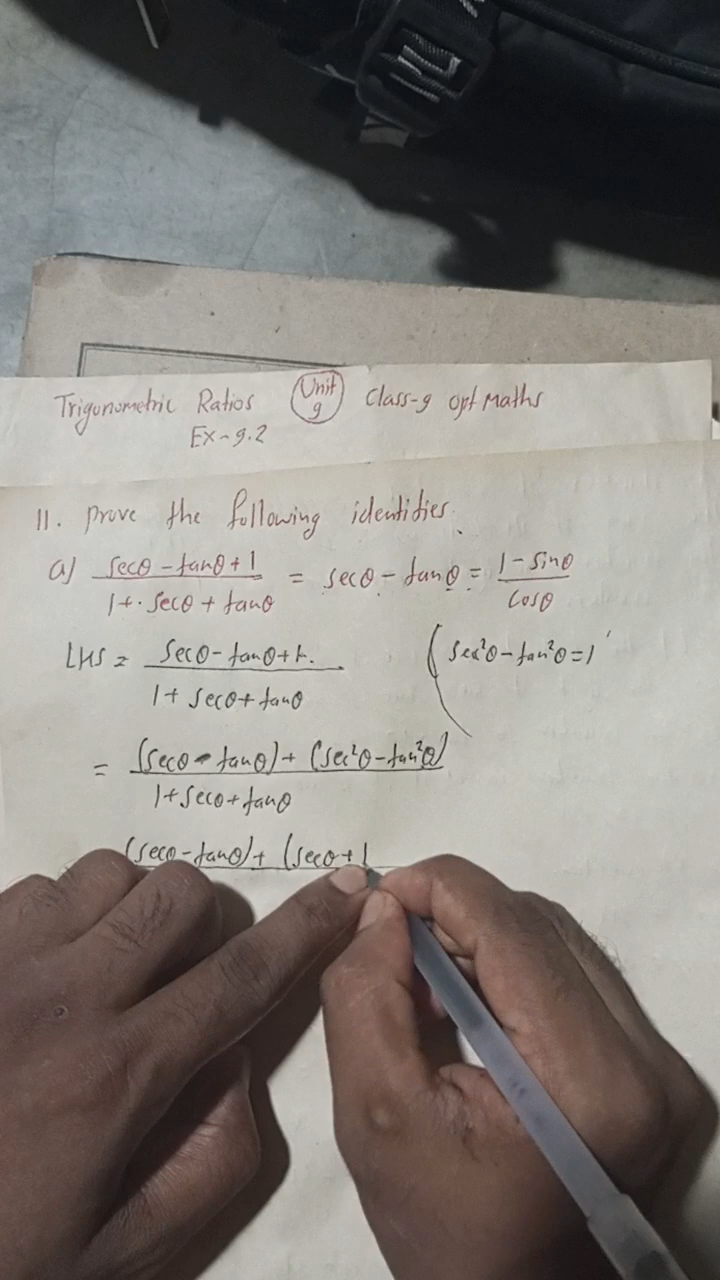 Trigonometric Ratios Unit 9 Class-9 opt Maths
Ex-9.2
11. prove the following identities.
a) secθ - tanθ + 1 / 1 + secθ + tanθ = secθ - tanθ = 1 - sinθ / cosθ
LHS = secθ - tanθ + 1 / 1 + secθ + tanθ (sec²θ - tan²θ = 1
= (secθ - tanθ) + (sec²θ - tan²θ) / 1 + secθ + tanθ
(secθ - tanθ) + (secθ +